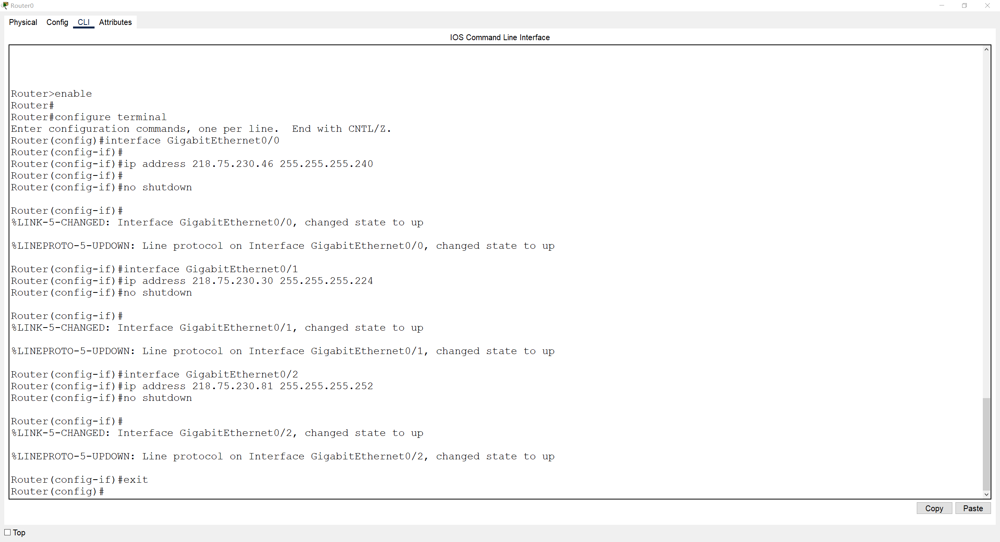 Router0
Physical Config CLI Attributes
IOS Command Line Interface
Router>enable
Router#
Router#configure terminal
Enter configuration commands, one per line.  End with CNTL/Z.
Router(config)#interface GigabitEthernet0/0
Router(config-if)#
Router(config-if)#ip address 218.75.230.46 255.255.255.240
Router(config-if)#
Router(config-if)#no shutdown
Router(config-if)#
%LINK-5-CHANGED: Interface GigabitEthernet0/0, changed state to up
%LINEPROTO-5-UPDOWN: Line protocol on Interface GigabitEthernet0/0, changed state to up
Router(config-if)#interface GigabitEthernet0/1
Router(config-if)#ip address 218.75.230.30 255.255.255.224
Router(config-if)#no shutdown
Router(config-if)#
%LINK-5-CHANGED: Interface GigabitEthernet0/1, changed state to up
%LINEPROTO-5-UPDOWN: Line protocol on Interface GigabitEthernet0/1, changed state to up
Router(config-if)#interface GigabitEthernet0/2
Router(config-if)#ip address 218.75.230.81 255.255.255.252
Router(config-if)#no shutdown
Router(config-if)#
%LINK-5-CHANGED: Interface GigabitEthernet0/2, changed state to up
%LINEPROTO-5-UPDOWN: Line protocol on Interface GigabitEthernet0/2, changed state to up
Router(config-if)#exit
Router(config)#
Copy Paste
Top